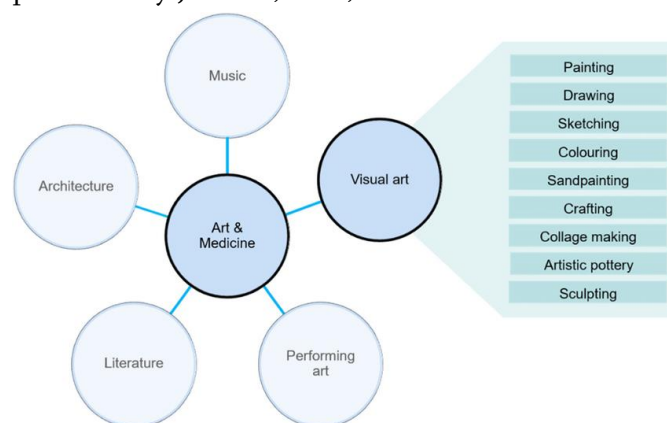 Music
Architecture
Visual art
Art &
Medicine
Literature
Performing
art
Painting
Drawing
Sketching
Colouring
Sandpainting
Crafting
Collage making
Artistic pottery
Sculpting